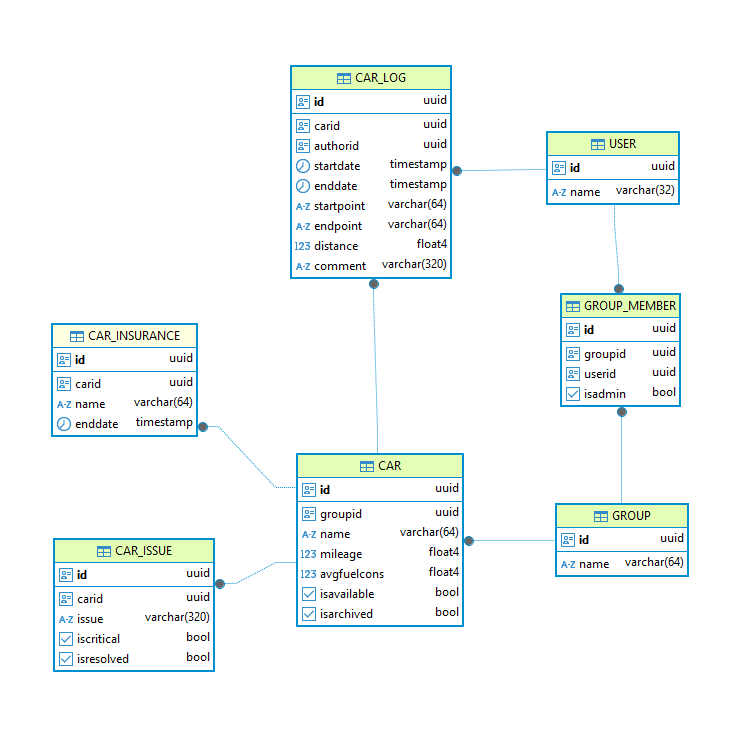 CAR_LOG
id uuid
carid uuid
authorid uuid
startdate timestamp
enddate timestamp
A-Z startpoint varchar(64)
A-Z endpoint varchar(64)
123 distance float4
A-Z comment varchar(320)
USER
id uuid
A-Z name varchar(32)
GROUP_MEMBER
id uuid
groupid uuid
userid uuid
isadmin bool
CAR_INSURANCE
id uuid
carid uuid
A-Z name varchar(64)
enddate timestamp
CAR
id uuid
groupid uuid
A-Z name varchar(64)
123 mileage float4
123 avgfuelcons float4
isavailable bool
isarchived bool
GROUP
id uuid
A-Z name varchar(64)
CAR_ISSUE
id uuid
carid uuid
A-Z issue varchar(320)
iscritical bool
isresolved bool